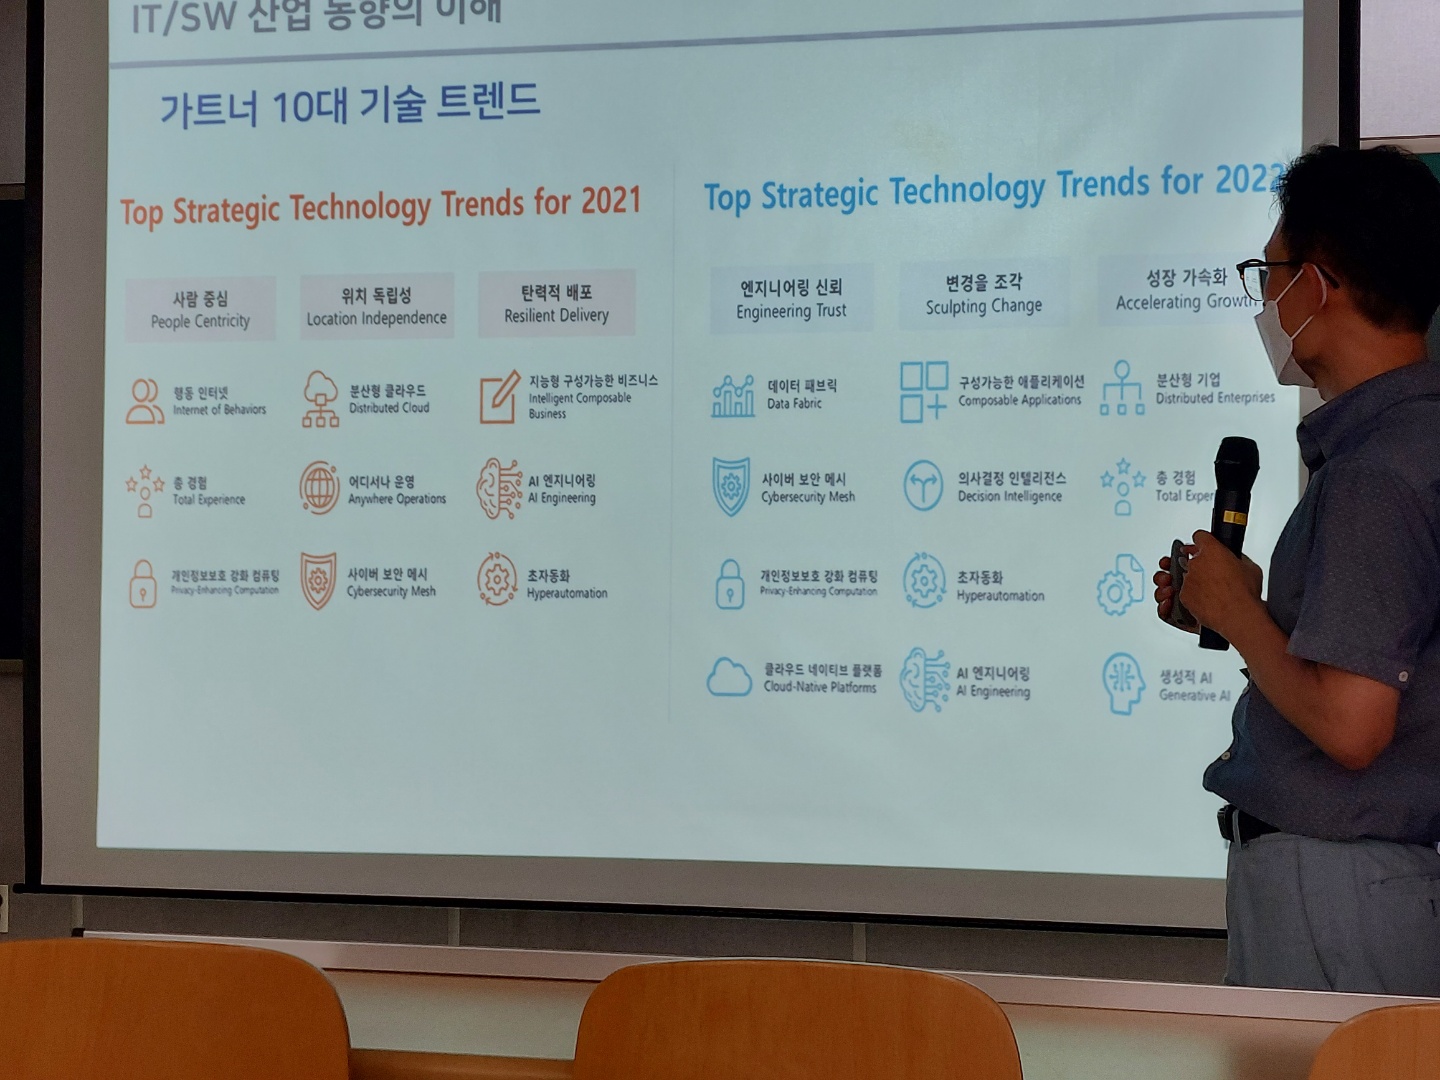 IT/SW 산업 동향의 이해
가트너 10대 기술 트렌드
Top Strategic Technology Trends for 2021
사람 중심
People Centricity
위치 독립성
Location Independence
탄력적 배포
Resilient Delivery
행동 인터넷
Internet of Behaviors
분산형 클라우드
Distributed Cloud
지능형 구성가능한 비즈니스
Intelligent Composable
Business
총 경험
Total Experience
어디서나 운영
Anywhere Operations
AI 엔지니어링
AI Engineering
개인정보보호 강화 컴퓨팅
Privacy-Enhancing Computation
사이버 보안 메시
Cybersecurity Mesh
초자동화
Hyperautomation
Top Strategic Technology Trends for 2022
엔지니어링 신뢰
Engineering Trust
변경을 조각
Sculpting Change
성장 가속화
Accelerating Growth
데이터 패브릭
Data Fabric
구성가능한 애플리케이션
Composable Applications
분산형 기업
Distributed Enterprises
사이버 보안 메시
Cybersecurity Mesh
의사결정 인텔리전스
Decision Intelligence
총 경험
Total
개인정보보호 강화 컴퓨팅
Privacy-Enhancing Computation
초자동화
Hyperautomation
클라우드 네이티브 플랫폼
Cloud-Native Platforms
AI 엔지니어링
AI Engineering
생성적 AI
Generative AI